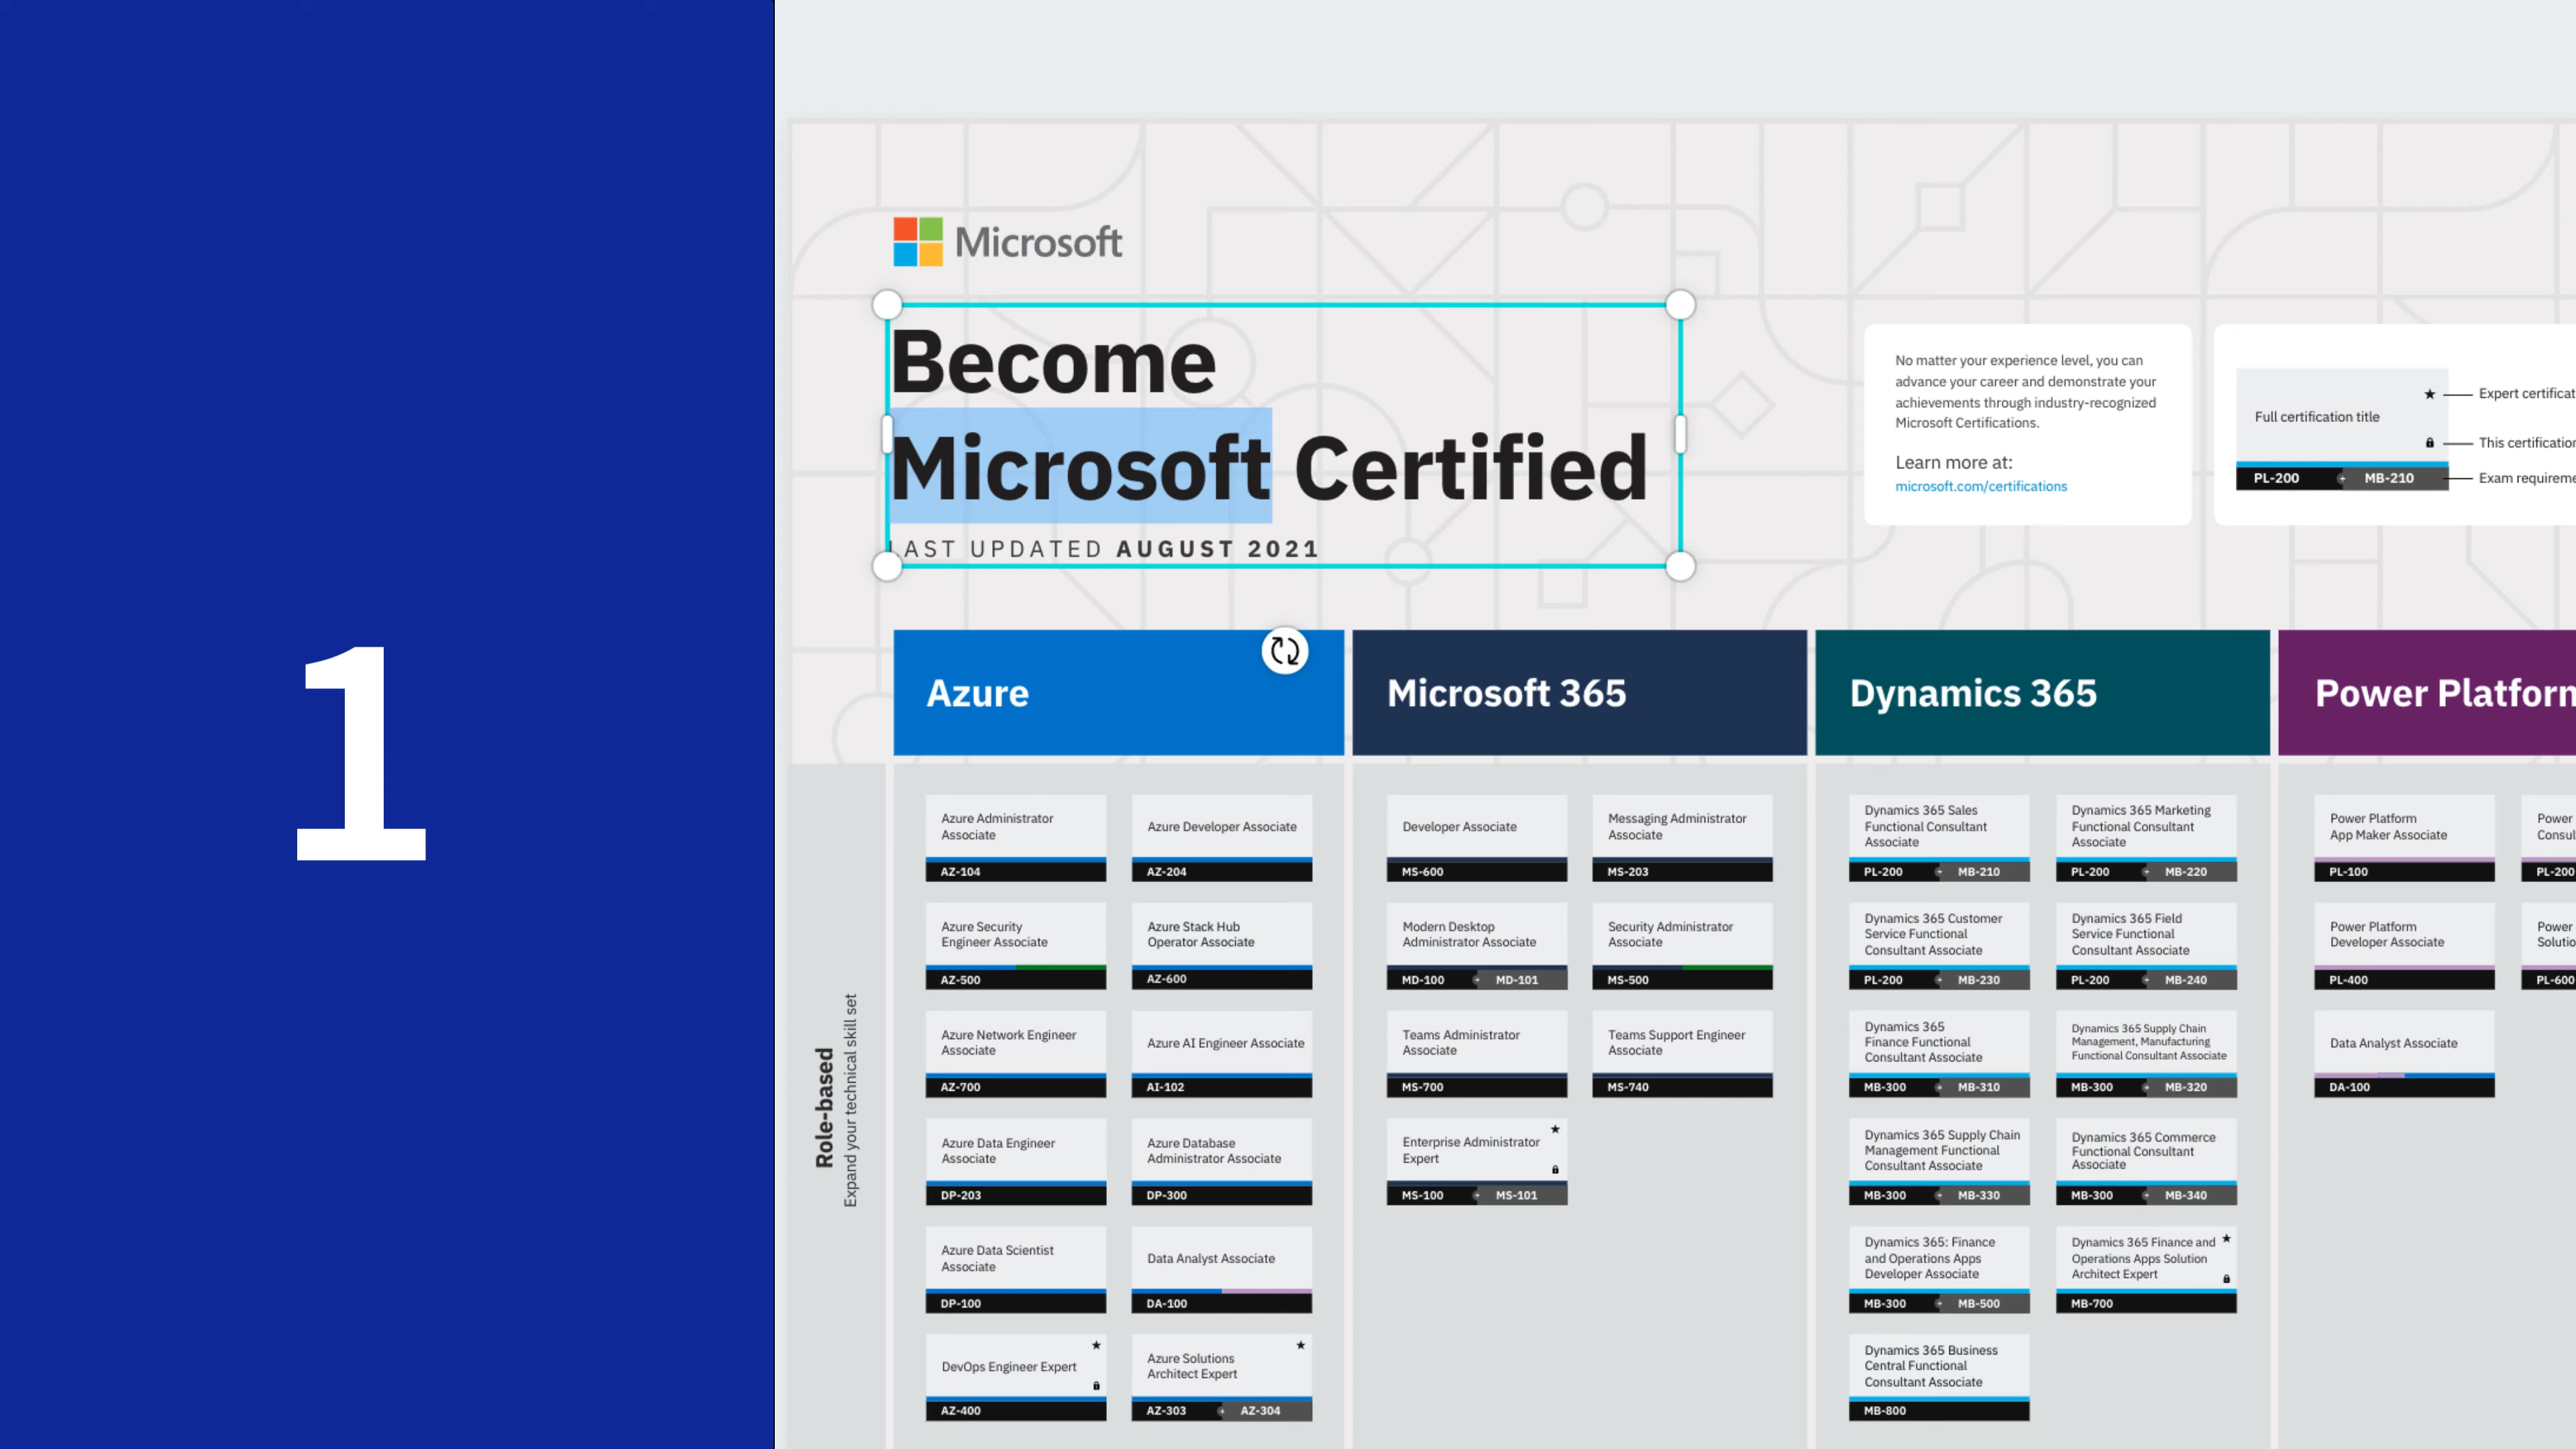 1
Microsoft
Become
Microsoft Certified
LAST UPDATED AUGUST 2021
No matter your experience level, you can
advance your career and demonstrate your
achievements through industry-recognized
Microsoft Certifications.
Learn more at:
microsoft.com/certifications
Full certification title
PL-200 + MB-210
Expert certificat
This certification
Exam requireme
Azure
Microsoft 365
Dynamics 365
Power Platform
Role-based
Expand your technical skill set
Azure Administrator
Associate
AZ-104
Azure Developer Associate
AZ-204
Azure Security
Engineer Associate
AZ-500
Azure Stack Hub
Operator Associate
AZ-600
Azure Network Engineer
Associate
AZ-700
Azure AI Engineer Associate
AI-102
Azure Data Engineer
Associate
DP-203
Azure Database
Administrator Associate
DP-300
Azure Data Scientist
Associate
DP-100
Data Analyst Associate
DA-100
DevOps Engineer Expert
AZ-400
Azure Solutions
Architect Expert
AZ-303 + AZ-304
Developer Associate
MS-600
Messaging Administrator
Associate
MS-203
Modern Desktop
Administrator Associate
MD-100 + MD-101
Security Administrator
Associate
MS-500
Teams Administrator
Associate
MS-700
Teams Support Engineer
Associate
MS-740
Enterprise Administrator
Expert
MS-100 + MS-101
Dynamics 365 Sales
Functional Consultant
Associate
PL-200 + MB-210
Dynamics 365 Marketing
Functional Consultant
Associate
PL-200 + MB-220
Dynamics 365 Customer
Service Functional
Consultant Associate
PL-200 + MB-230
Dynamics 365 Field
Service Functional
Consultant Associate
PL-200 + MB-240
Dynamics 365
Finance Functional
Consultant Associate
MB-300 + MB-310
Dynamics 365 Supply Chain
Management, Manufacturing
Functional Consultant Associate
MB-300 + MB-320
Dynamics 365 Supply Chain
Management Functional
Consultant Associate
MB-300 + MB-330
Dynamics 365 Commerce
Functional Consultant
Associate
MB-300 + MB-340
Dynamics 365: Finance
and Operations Apps
Developer Associate
MB-300 + MB-500
Dynamics 365 Finance and
Operations Apps Solution
Architect Expert
MB-700
Dynamics 365 Business
Central Functional
Consultant Associate
MB-800
Power Platform
App Maker Associate
PL-100
Power
Consul
PL-200
Power Platform
Developer Associate
PL-400
Power
Solutio
PL-600
Data Analyst Associate
DA-100